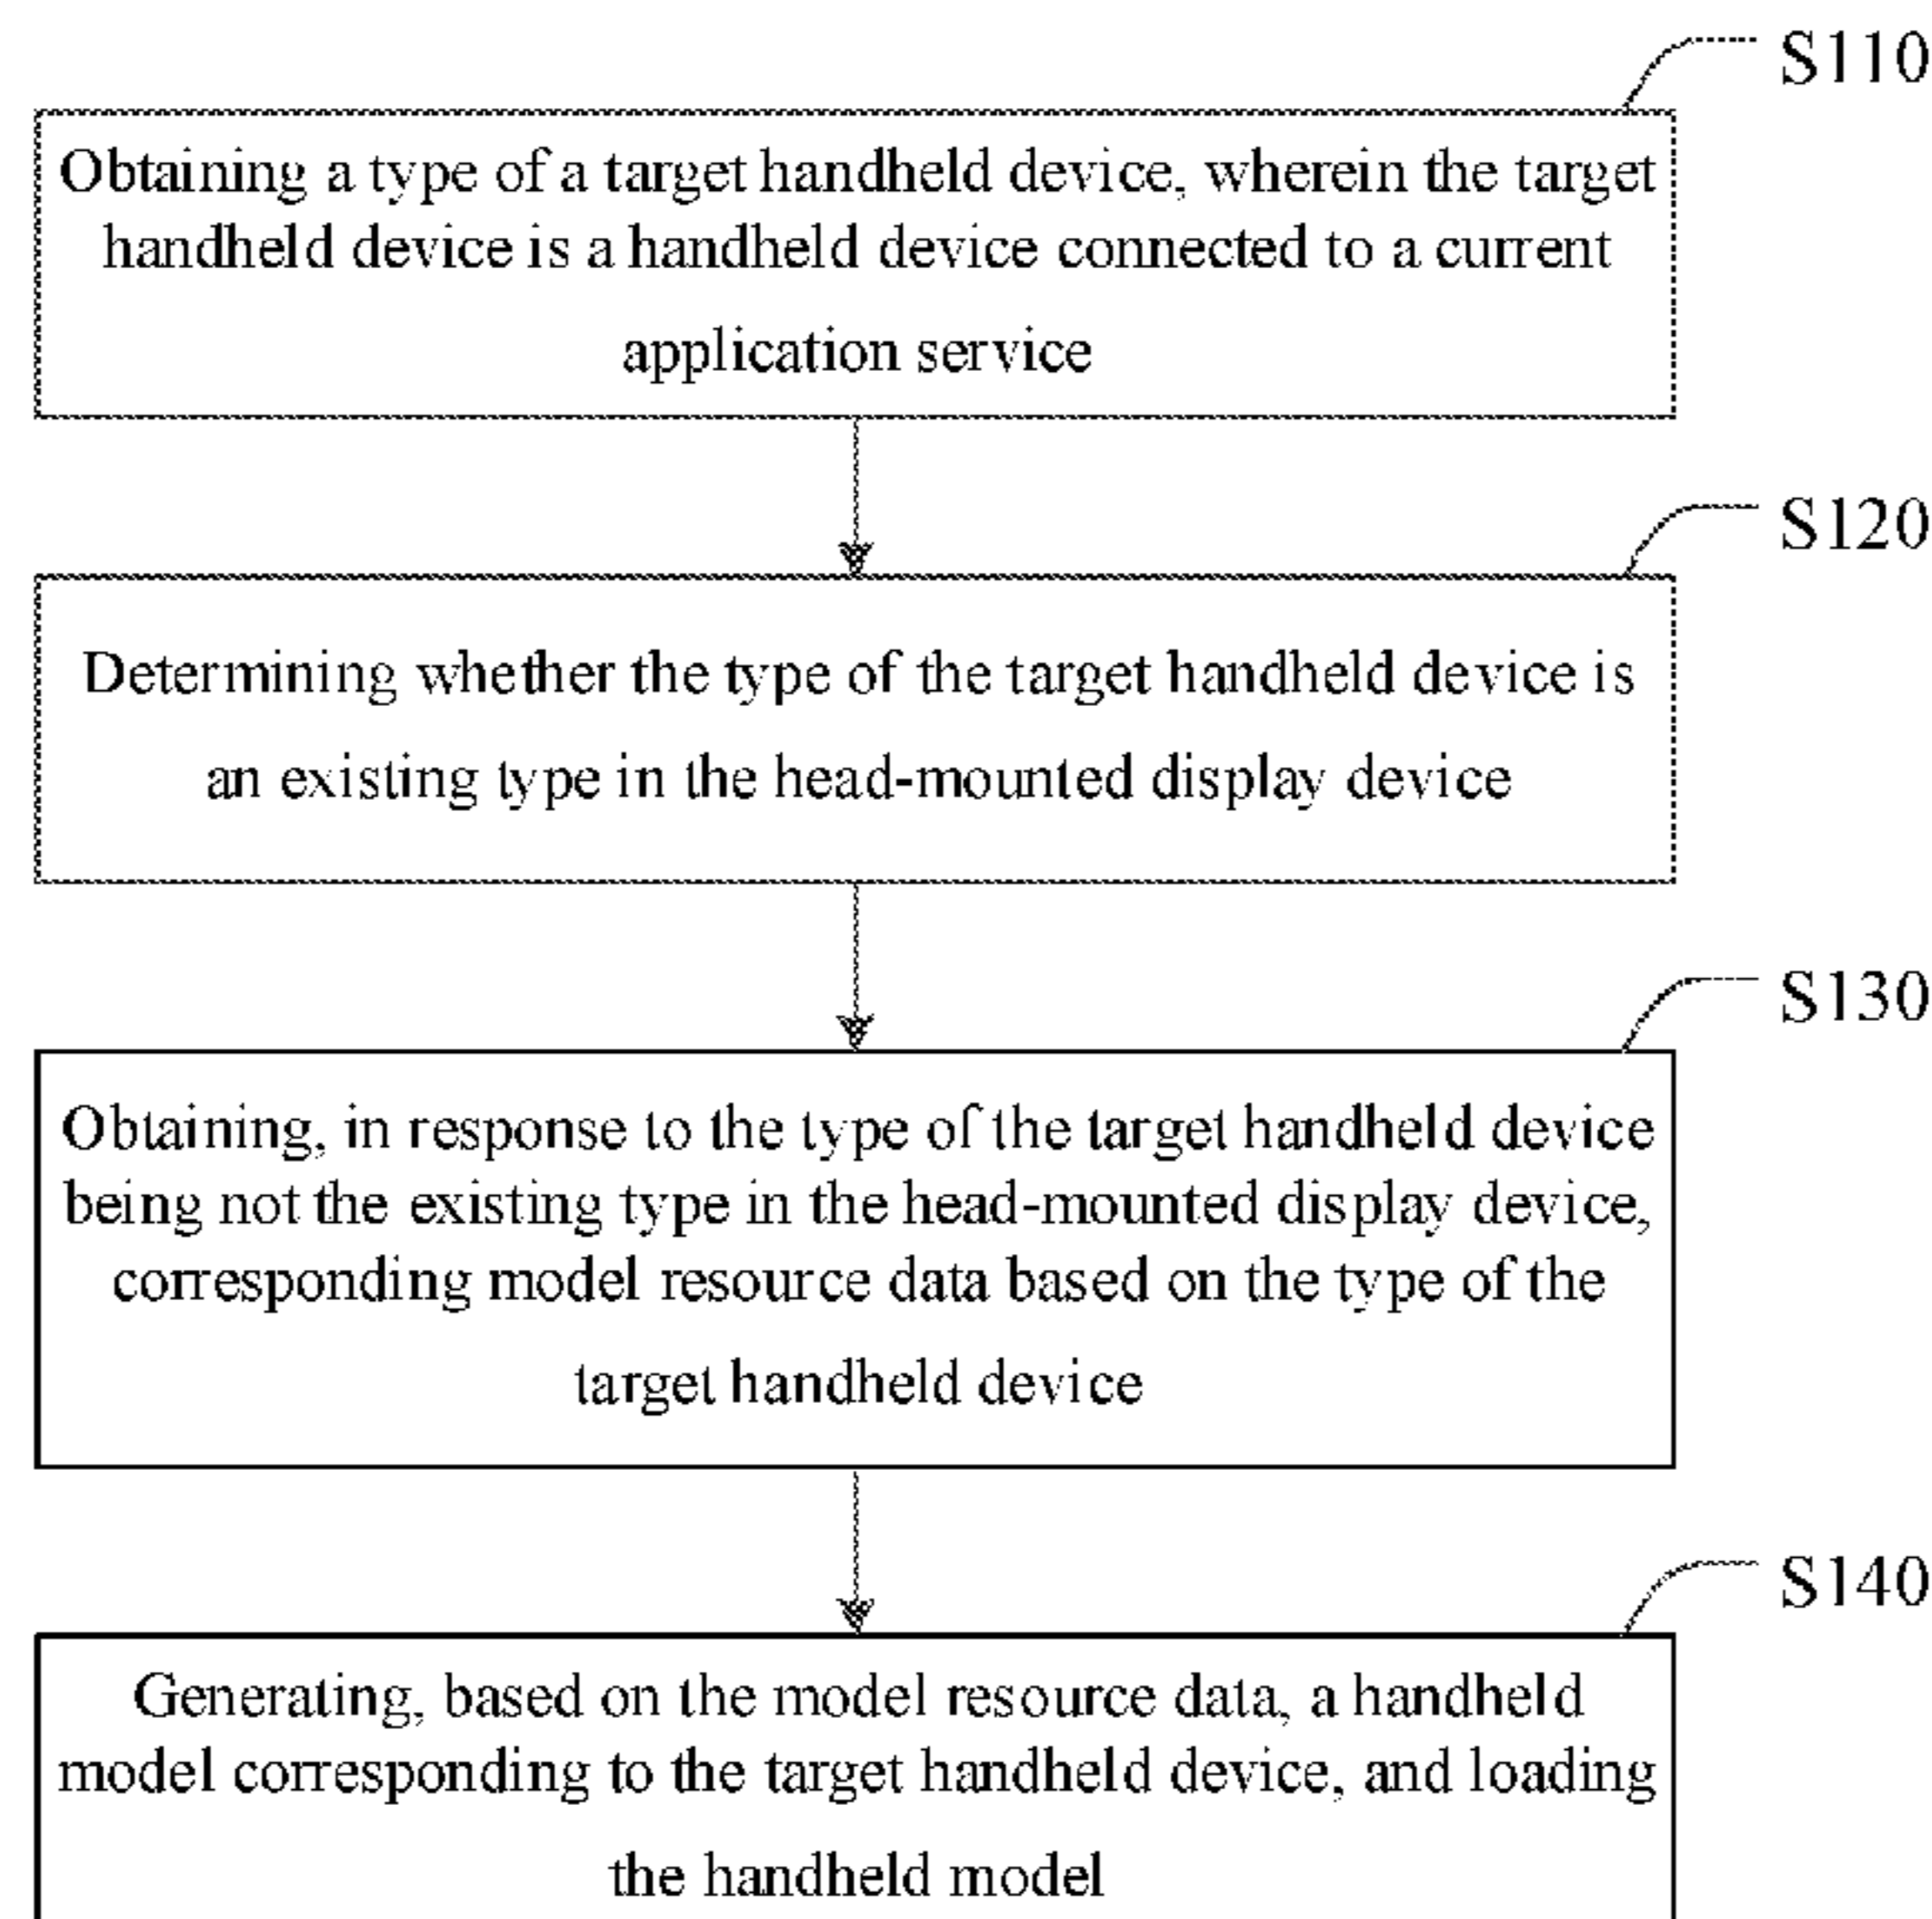 S110
Obtaining a type of a target handheld device, wherein the target
handheld device is a handheld device connected to a current
application service
S120
Determining whether the type of the target handheld device is
an existing type in the head-mounted display device
S130
Obtaining, in response to the type of the target handheld device
being not the existing type in the head-mounted display device,
corresponding model resource data based on the type of the
target handheld device
S140
Generating, based on the model resource data, a handheld
model corresponding to the target handheld device, and loading
the handheld model